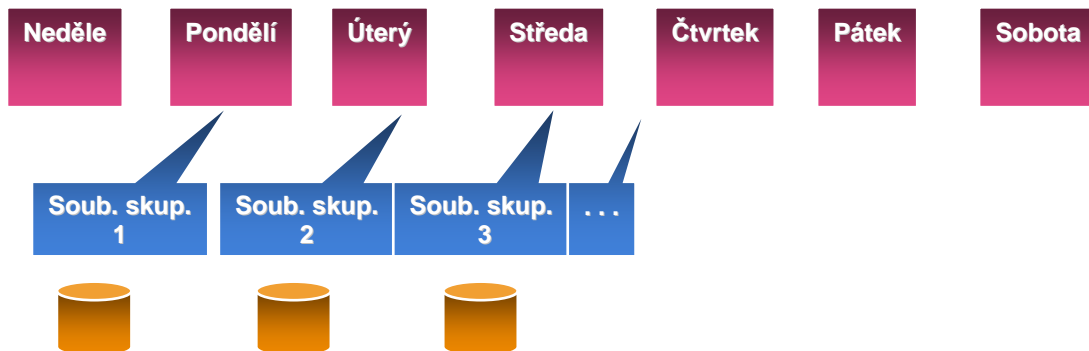 Neděle
Pondělí
Úterý
Středa
Čtvrtek
Pátek
Sobota
Soub. skup.
1
Soub. skup.
2
Soub. skup.
3
. . .